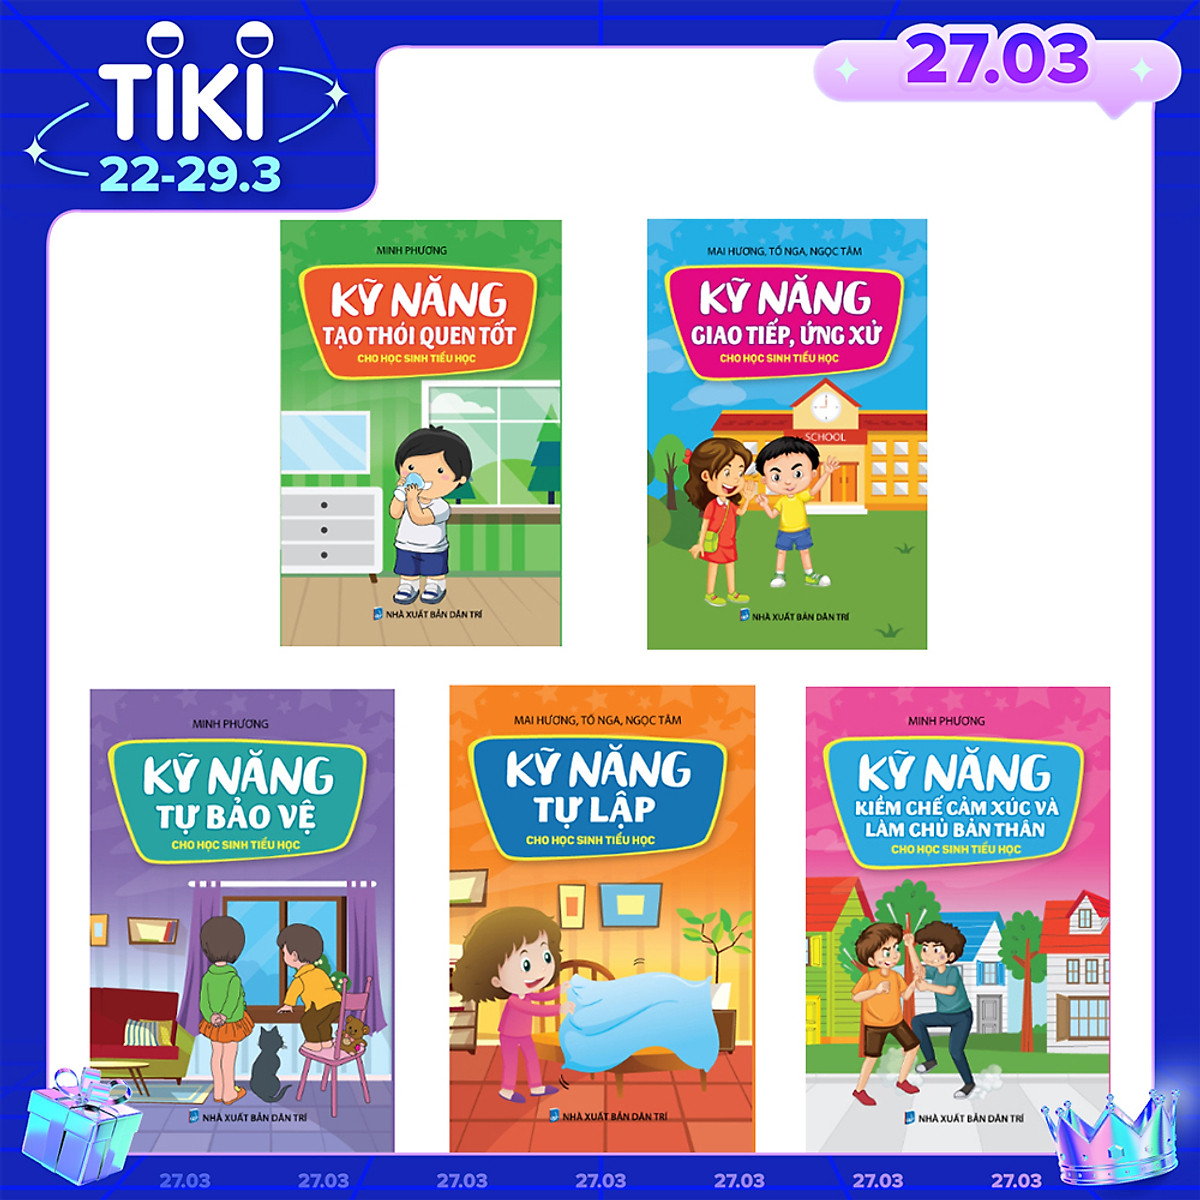 TIKI
22-29.3
27.03
MINH PHƯƠNG
KỸ NĂNG
TẠO THÓI QUEN TỐT
CHO HỌC SINH TIỂU HỌC
NHÀ XUẤT BẢN DÂN TRÍ
MAI HƯƠNG, TỐ NGA, NGỌC TÂM
KỸ NĂNG
GIAO TIẾP, ỨNG XỬ
CHO HỌC SINH TIỂU HỌC
SCHOOL
NHÀ XUẤT BẢN DÂN TRÍ
MINH PHƯƠNG
KỸ NĂNG
TỰ BẢO VỆ
CHO HỌC SINH TIỂU HỌC
NHÀ XUẤT BẢN DÂN TRÍ
MAI HƯƠNG, TỐ NGA, NGỌC TÂM
KỸ NĂNG
TỰ LẬP
CHO HỌC SINH TIỂU HỌC
NHÀ XUẤT BẢN DÂN TRÍ
MINH PHƯƠNG
KỸ NĂNG
KIỀM CHẾ CẢM XÚC VÀ
LÀM CHỦ BẢN THÂN
CHO HỌC SINH TIỂU HỌC
NHÀ XUẤT BẢN DÂN TRÍ
27.03 27.03 27.03 27.03 27.03 27.03 27.03